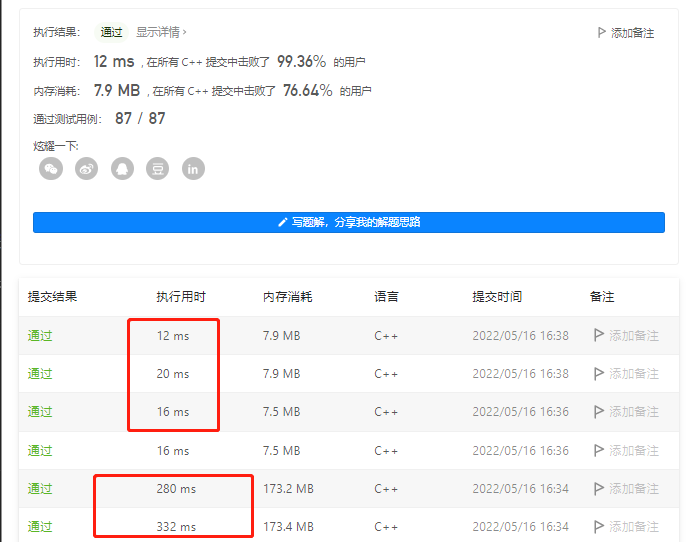 执行结果： 通过 显示详情 › 添加备注
执行用时： 12 ms , 在所有 C++ 提交中击败了 99.36% 的用户
内存消耗： 7.9 MB , 在所有 C++ 提交中击败了 76.64% 的用户
通过测试用例： 87 / 87
炫耀一下:
豆 in
写题解，分享我的解题思路
提交结果 执行用时 内存消耗 语言 提交时间 备注
通过 12 ms 7.9 MB C++ 2022/05/16 16:38 添加备注
通过 20 ms 7.9 MB C++ 2022/05/16 16:38 添加备注
通过 16 ms 7.5 MB C++ 2022/05/16 16:36 添加备注
通过 16 ms 7.5 MB C++ 2022/05/16 16:36 添加备注
通过 280 ms 173.2 MB C++ 2022/05/16 16:34 添加备注
通过 332 ms 173.4 MB C++ 2022/05/16 16:34 添加备注